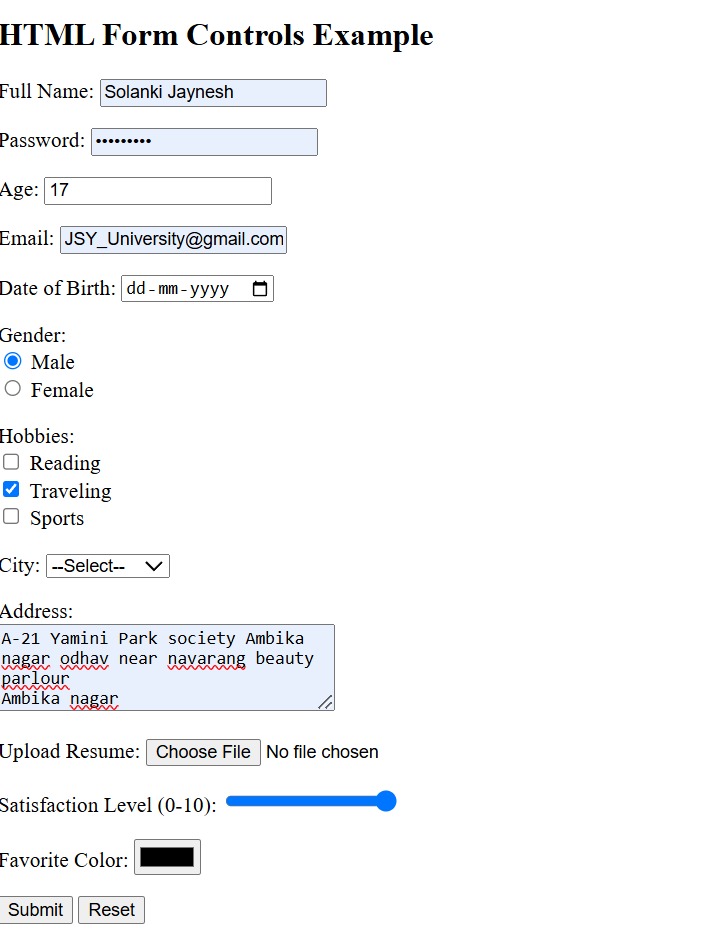 HTML Form Controls Example
Full Name: Solanki Jaynesh
Password: •••••••••
Age: 17
Email: JSY_University@gmail.com
Date of Birth: dd-mm-yyyy
Gender:
Male
Female
Hobbies:
Reading
Traveling
Sports
City: --Select--
Address:
A-21 Yamini Park society Ambika
nagar odhav near navarang beauty
parlour
Ambika nagar
Upload Resume: Choose File No file chosen
Satisfaction Level (0-10):
Favorite Color:
Submit Reset